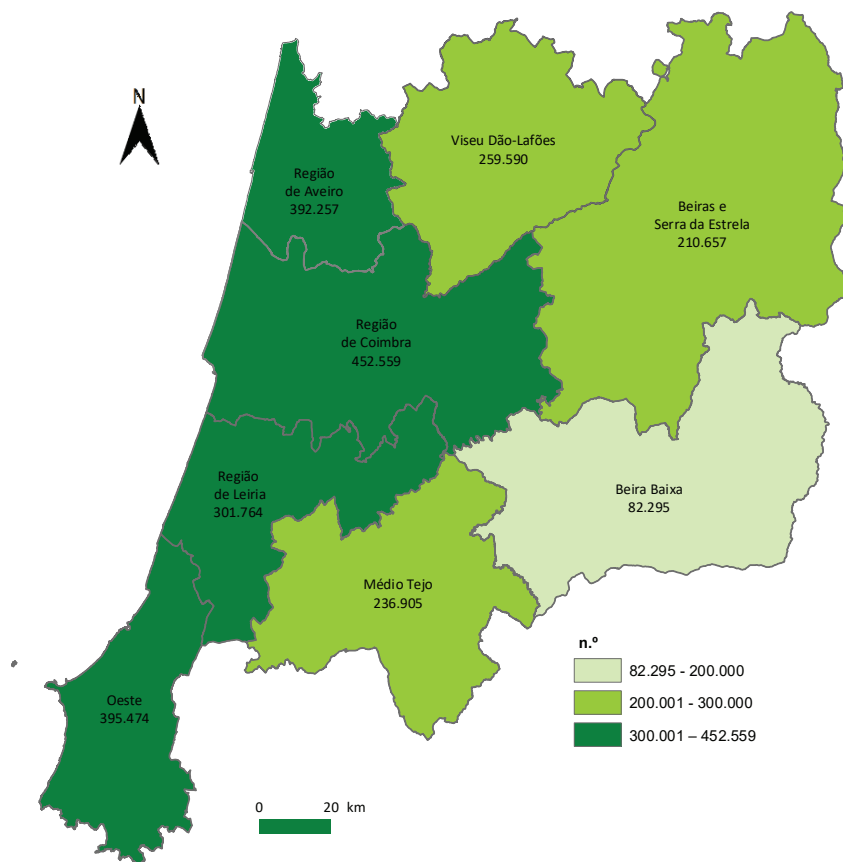 N
Viseu Dão-Lafões
259.590
Região
de Aveiro
392.257
Beiras e
Serra da Estrela
210.657
Região
de Coimbra
452.559
Região
de Leiria
301.764
Beira Baixa
82.295
Médio Tejo
236.905
Oeste
395.474
n.º
82.295 - 200.000
200.001 - 300.000
300.001 – 452.559
0 20 km